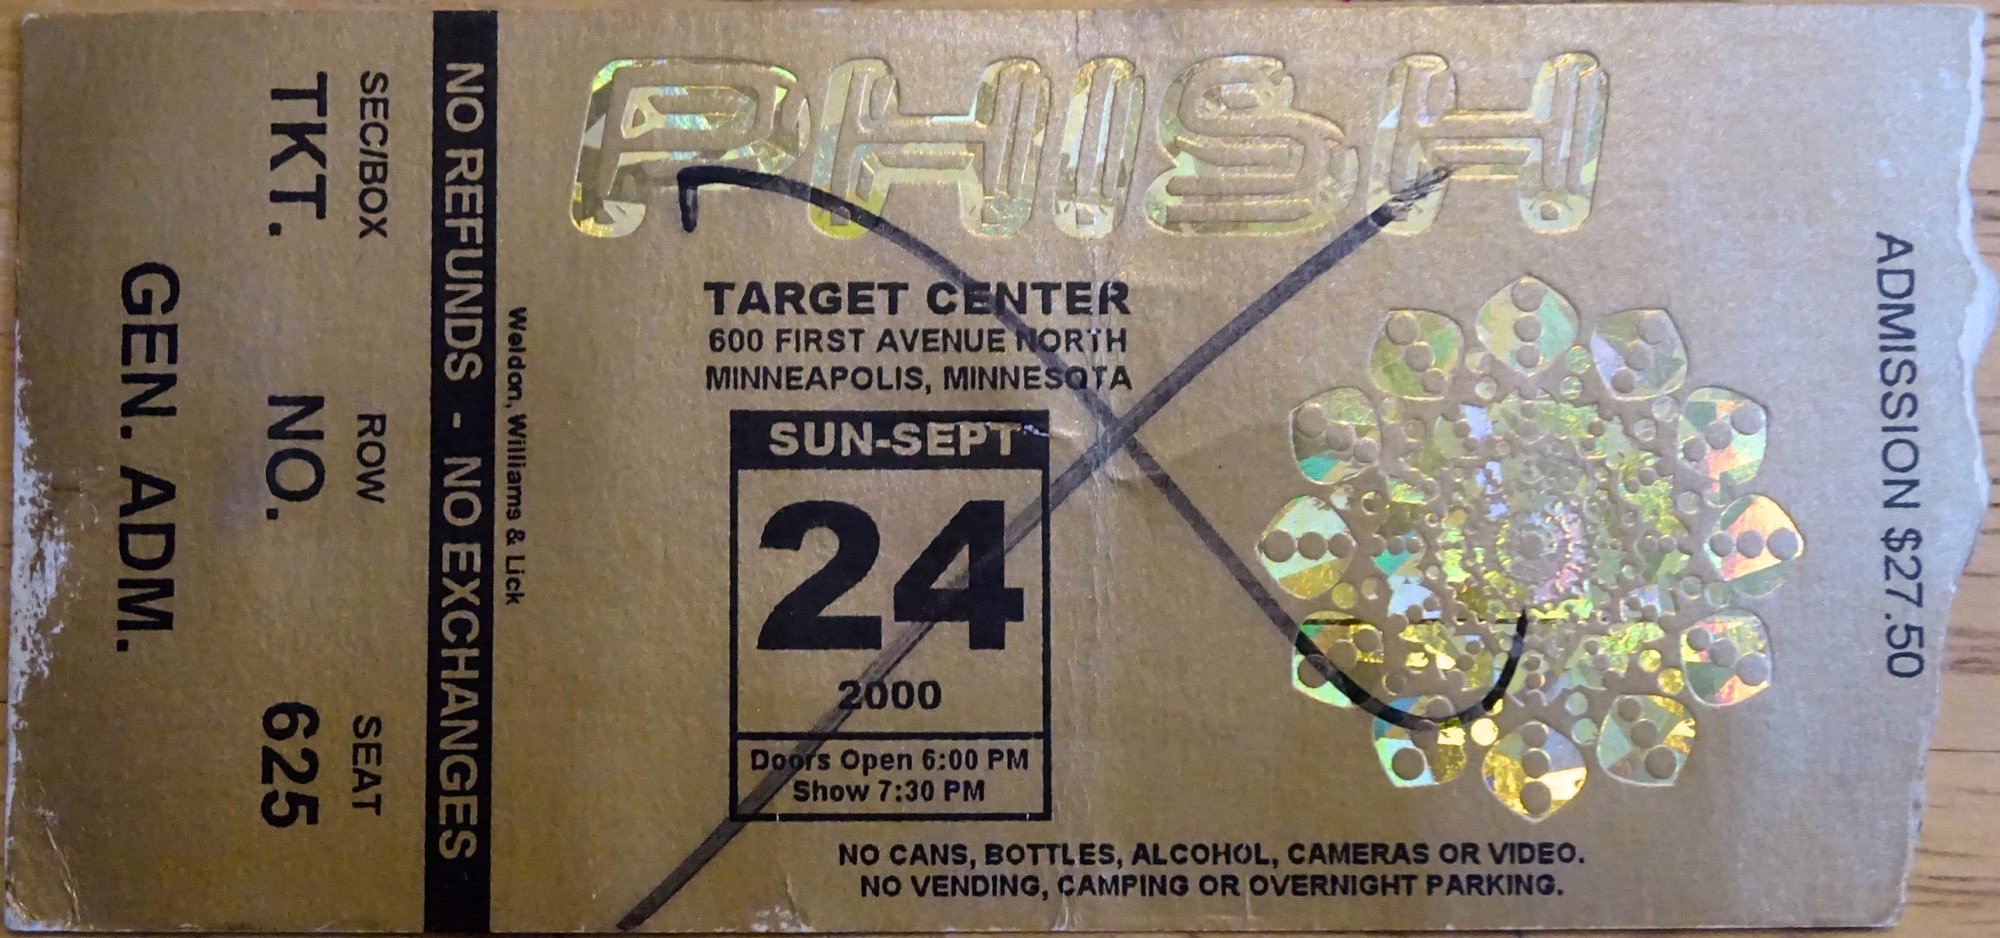 PHISH
TARGET CENTER
600 FIRST AVENUE NORTH
MINNEAPOLIS, MINNESOTA
SUN-SEPT
24
2000
Doors Open 6:00 PM
Show 7:30 PM
NO CANS, BOTTLES, ALCOHOL, CAMERAS OR VIDEO.
NO VENDING, CAMPING OR OVERNIGHT PARKING.
ADMISSION $27.50
Weldon, Williams & Lick
NO REFUNDS - NO EXCHANGES
SEC/BOX ROW SEAT
TKT. NO. 625
GEN. ADM.